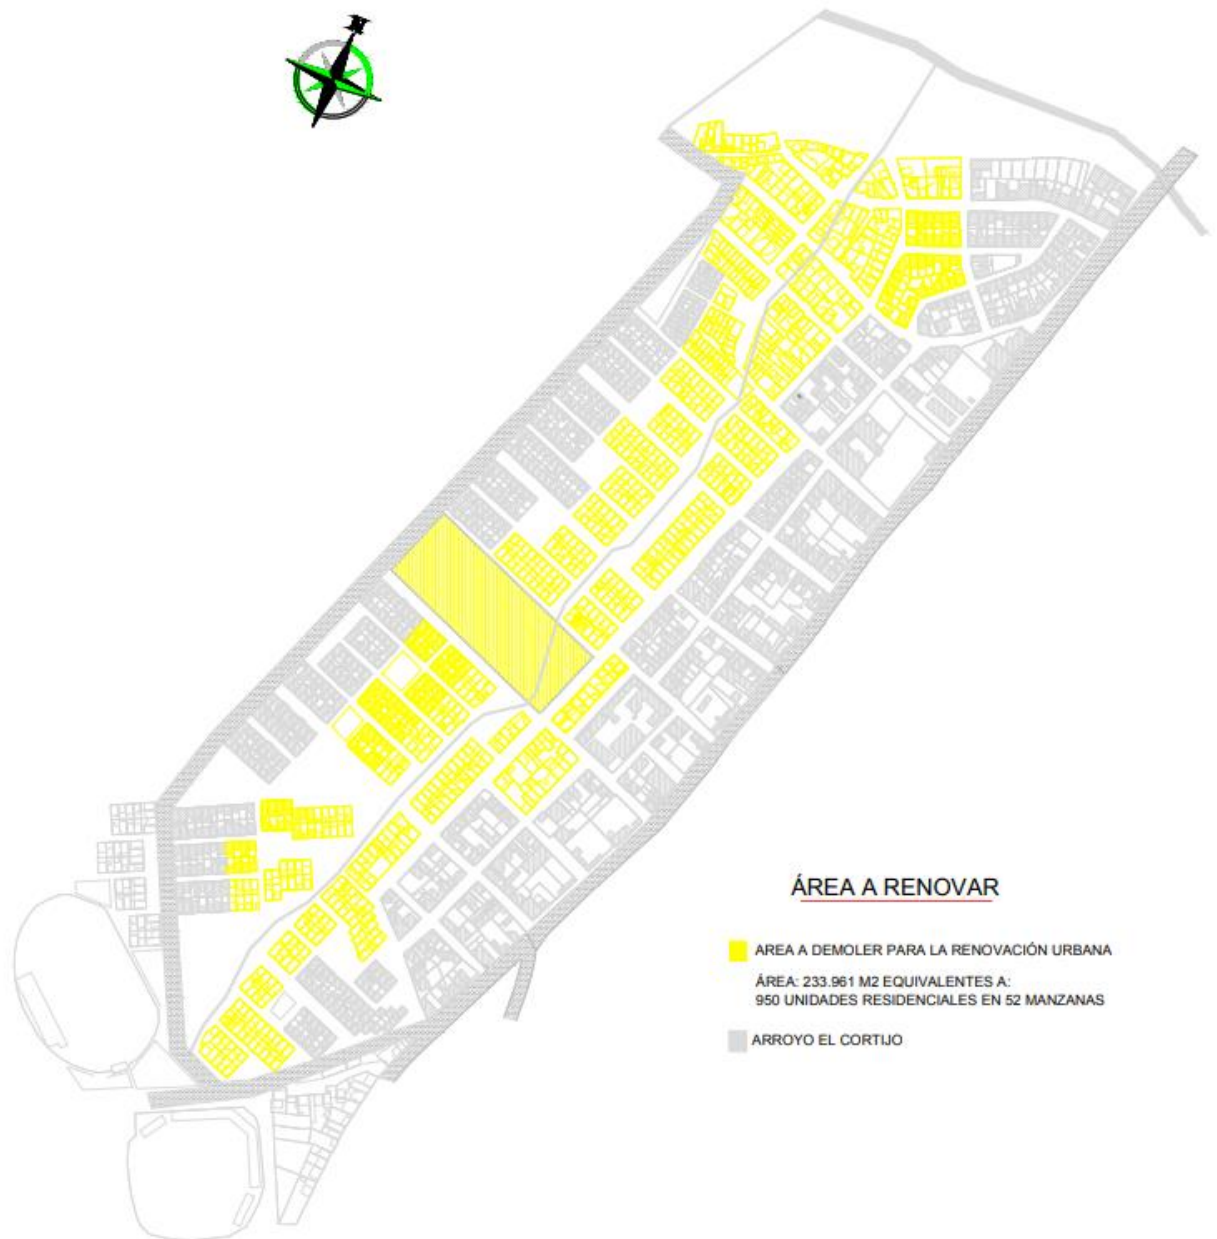 ÁREA A RENOVAR
AREA A DEMOLER PARA LA RENOVACIÓN URBANA
ÁREA: 233.961 M2 EQUIVALENTES A:
950 UNIDADES RESIDENCIALES EN 52 MANZANAS
ARROYO EL CORTIJO